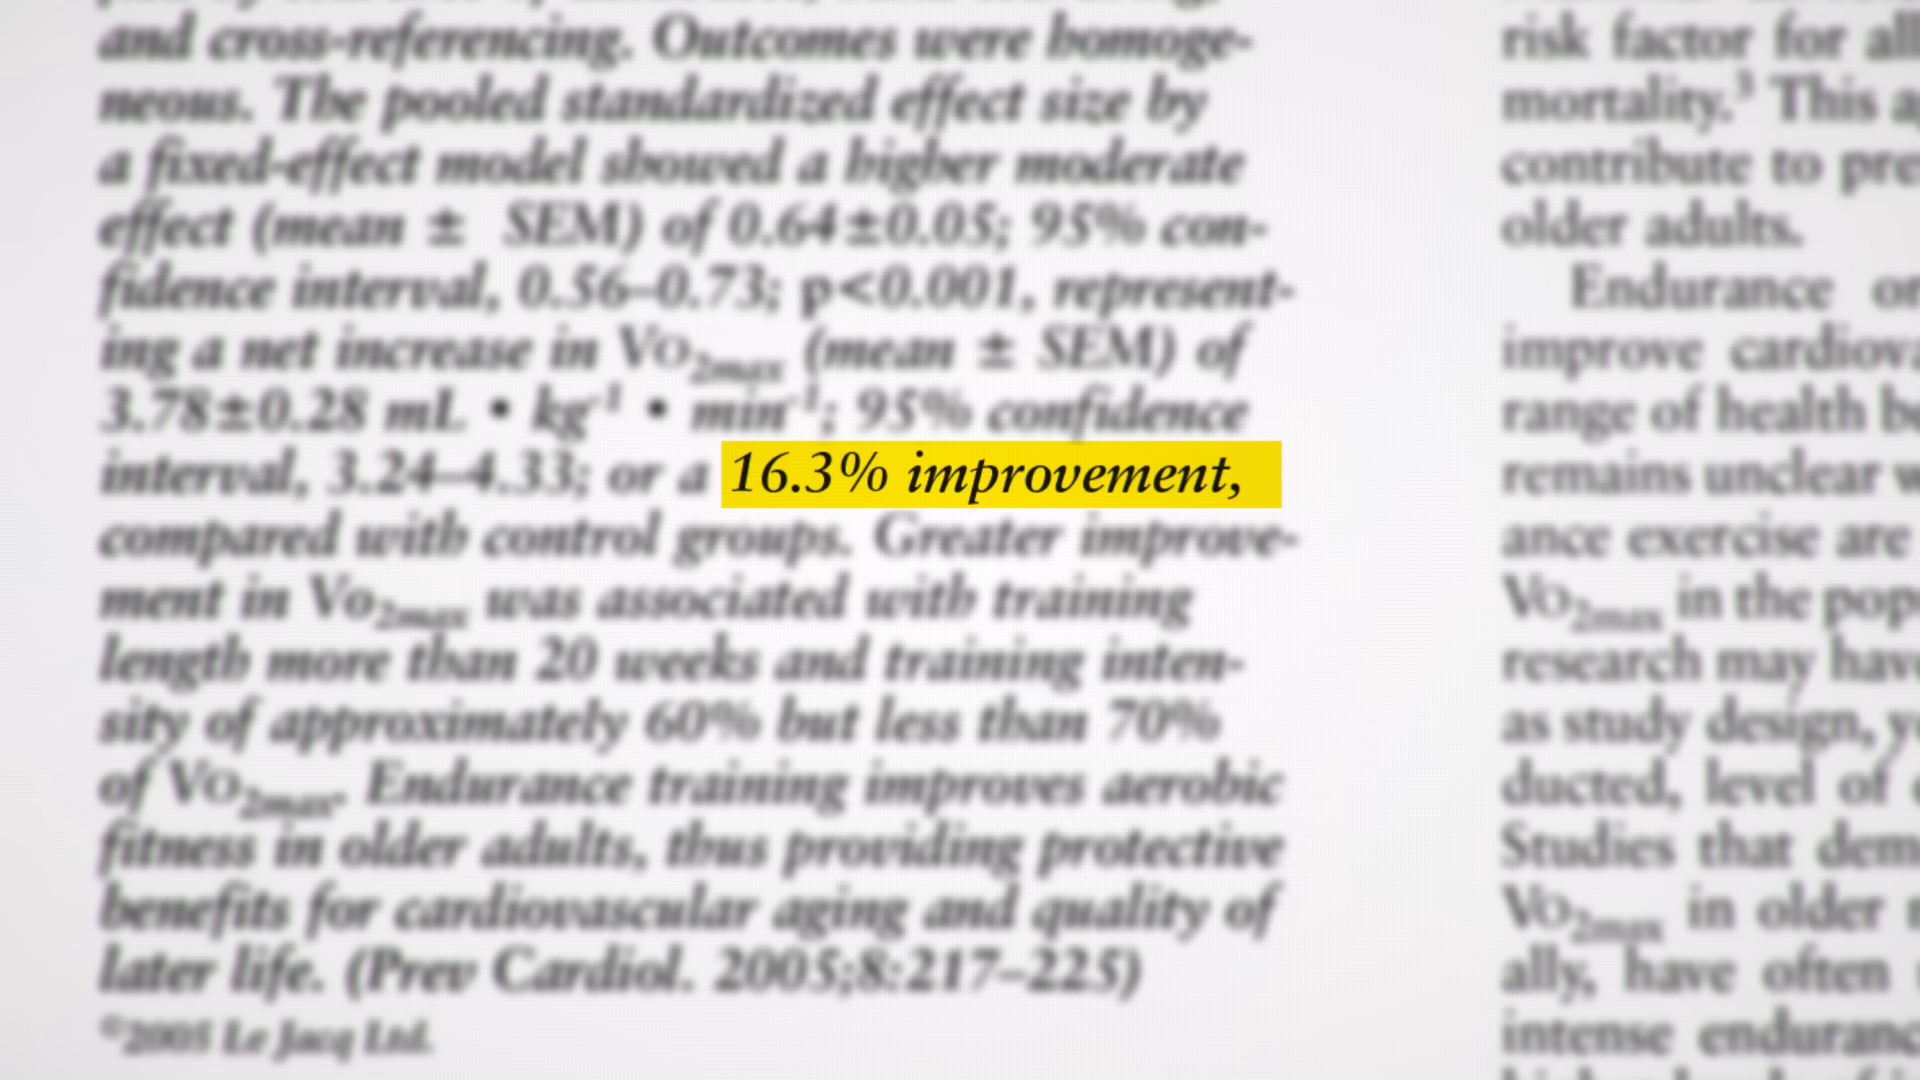 and cross-referencing. Outcomes were homoge-
neous. The pooled standardized effect size by
a fixed-effect model showed a higher moderate
effect (mean ± SEM) of 0.64±0.05; 95% con-
fidence interval, 0.56–0.73; p<0.001, represent-
ing a net increase in VO2max (mean ± SEM) of
3.78±0.28 mL • kg-1 • min-1; 95% confidence
interval, 3.24–4.33; or a 16.3% improvement,
compared with control groups. Greater improve-
ment in Vo2max was associated with training
length more than 20 weeks and training inten-
sity of approximately 60% but less than 70%
of VO2max. Endurance training improves aerobic
fitness in older adults, thus providing protective
benefits for cardiovascular aging and quality of
later life. (Prev Cardiol. 2005;8:217–225)
©2005 Le Jacq Ltd.
risk factor for all
mortality.3 This
contribute to
older adults.
Endurance
improve
range of health
remains unclear
ance exercise are
VO2max in the
research may have
as study design,
ducted, level of
Studies that
VO2max in older
ally, have often
intense